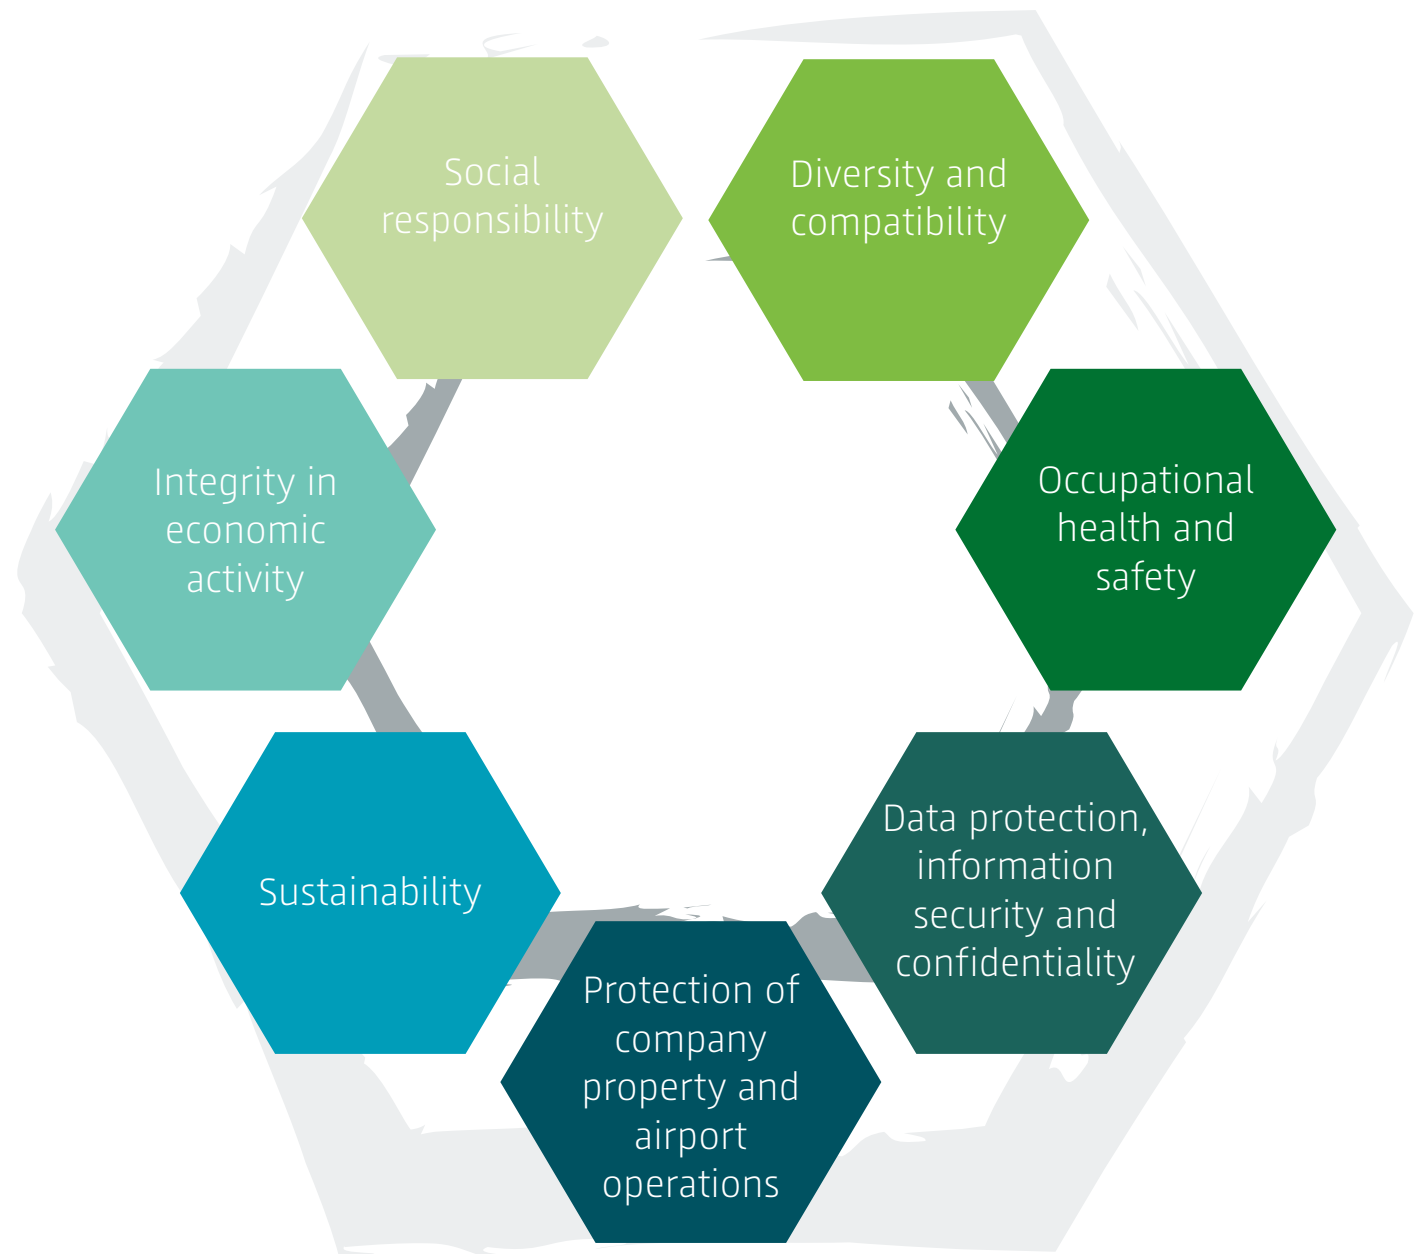 Social
responsibility
Diversity and
compatibility
Integrity in
economic
activity
Occupational
health and
safety
Sustainability
Data protection,
information
security and
confidentiality
Protection of
company
property and
airport
operations